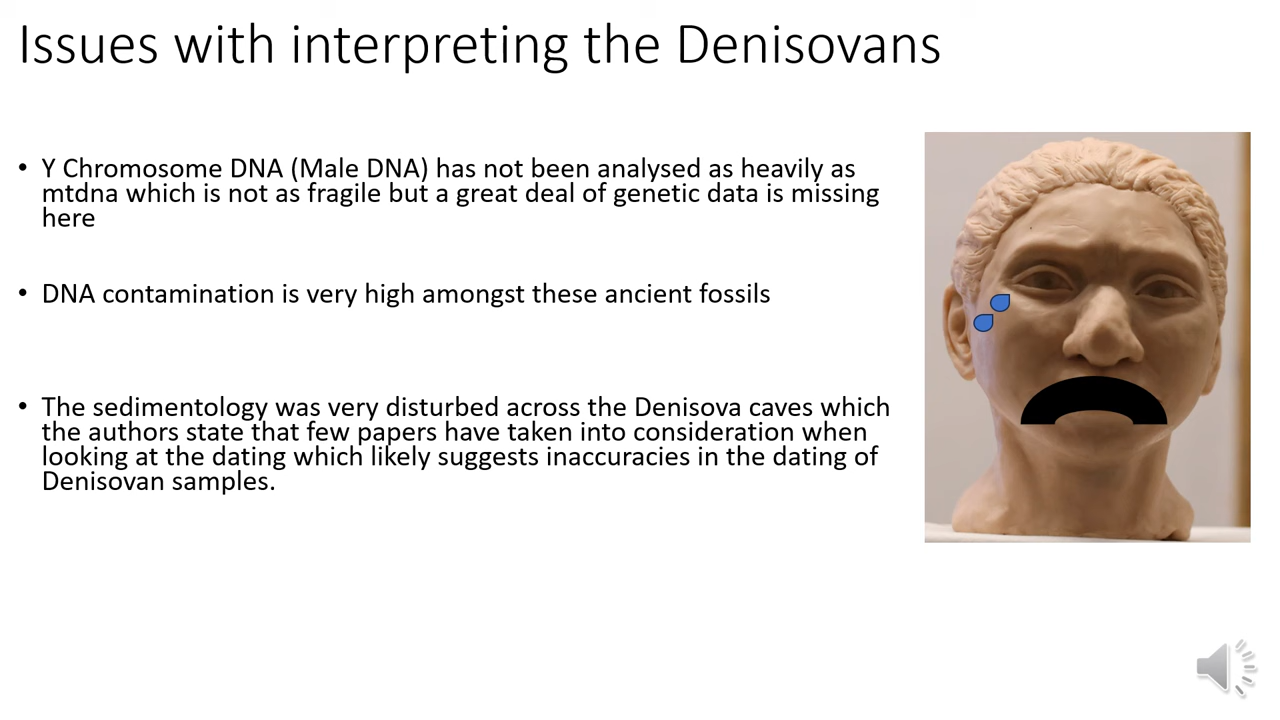 Issues with interpreting the Denisovans
• Y Chromosome DNA (Male DNA) has not been analysed as heavily as
mtdna which is not as fragile but a great deal of genetic data is missing
here
• DNA contamination is very high amongst these ancient fossils
• The sedimentology was very disturbed across the Denisova caves which
the authors state that few papers have taken into consideration when
looking at the dating which likely suggests inaccuracies in the dating of
Denisovan samples.